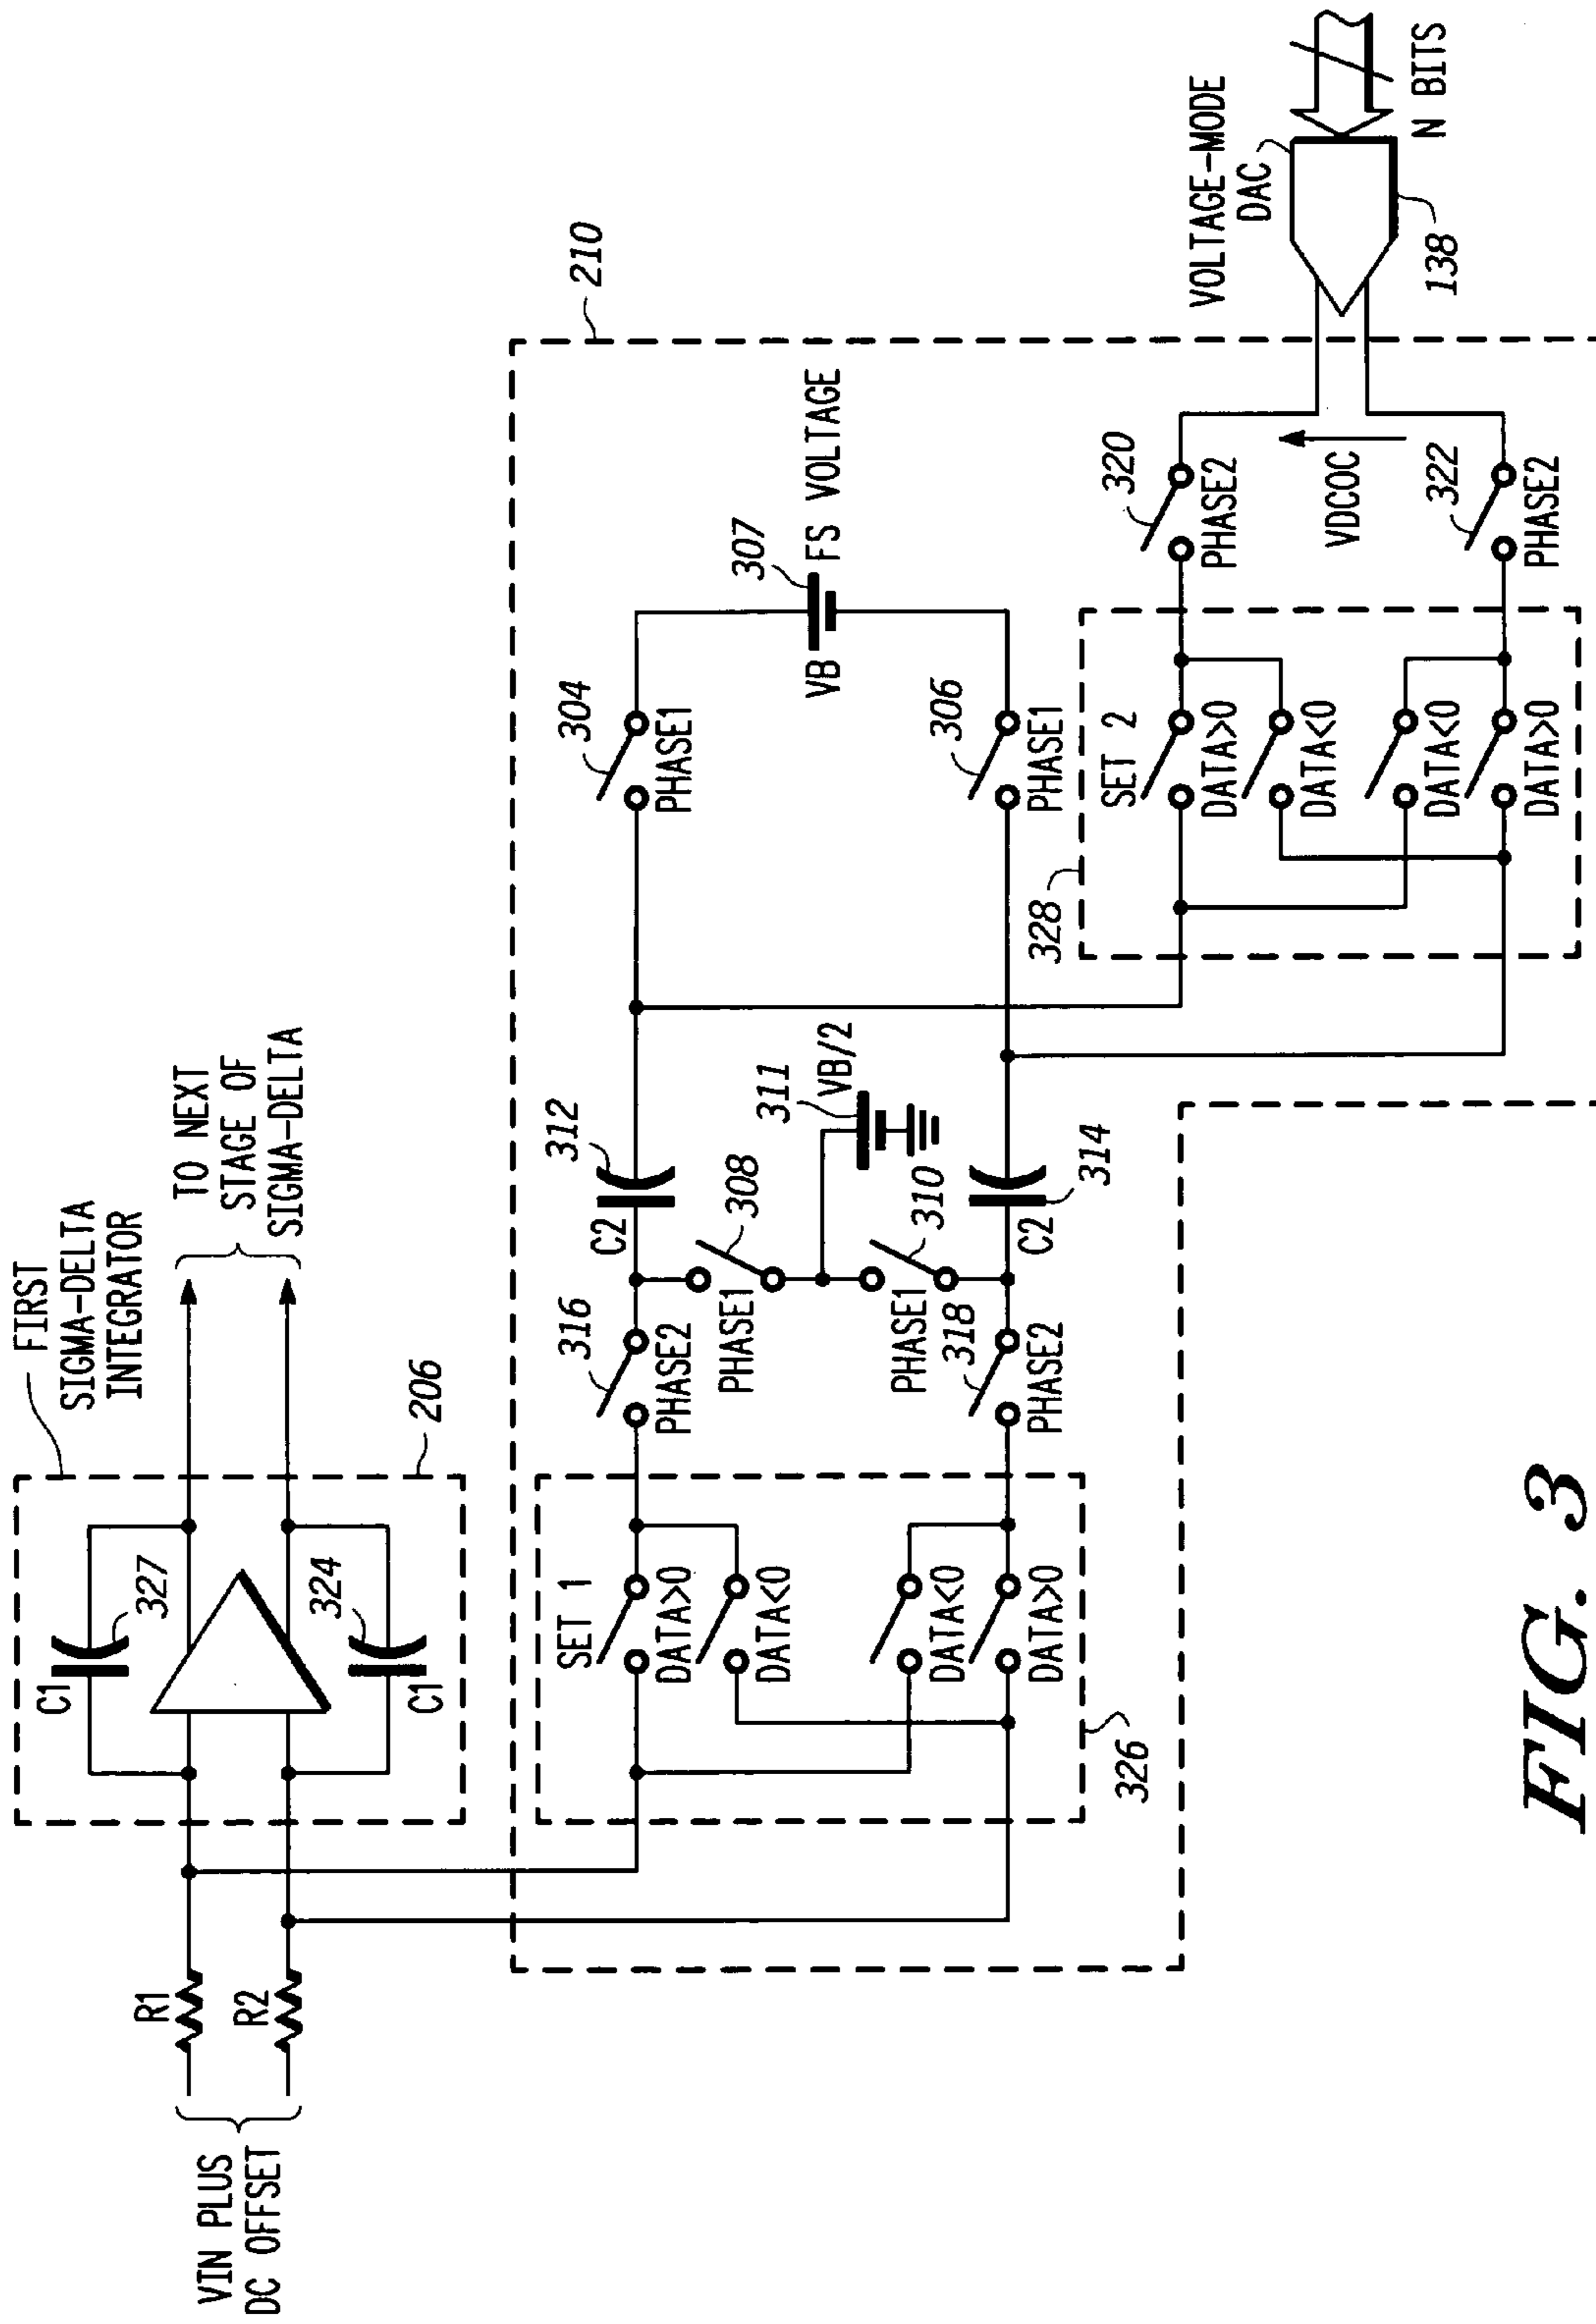 FIRST
SIGMA-DELTA
INTEGRATOR
TO NEXT
STAGE OF
SIGMA-DELTA
C1
327
324
C1
206
R1
R2
VIN PLUS
DC OFFSET
210
SET 1
DATA>0
DATA<0
DATA<0
DATA>0
326
316
PHASE2
318
PHASE2
C2
312
308
PHASE1
311
VB/2
310
PHASE1
C2
314
304
PHASE1
306
PHASE1
307
VB
FS VOLTAGE
328
SET 2
DATA>0
DATA<0
DATA<0
DATA>0
320
PHASE2
VDCOC
322
PHASE2
VOLTAGE-MODE
DAC
138
N BITS
FIG. 3